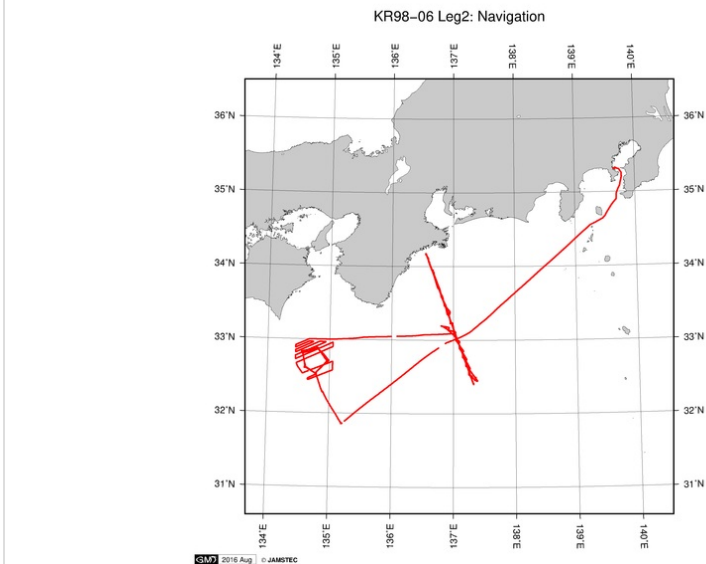 KR98−06 Leg2: Navigation
134˚E 135˚E 136˚E 137˚E 138˚E 139˚E 140˚E
36˚N 36˚N
35˚N 35˚N
34˚N 34˚N
33˚N 33˚N
32˚N 32˚N
31˚N 31˚N
134˚E 135˚E 136˚E 137˚E 138˚E 139˚E 140˚E
GMD 2016 Aug © JAMSTEC